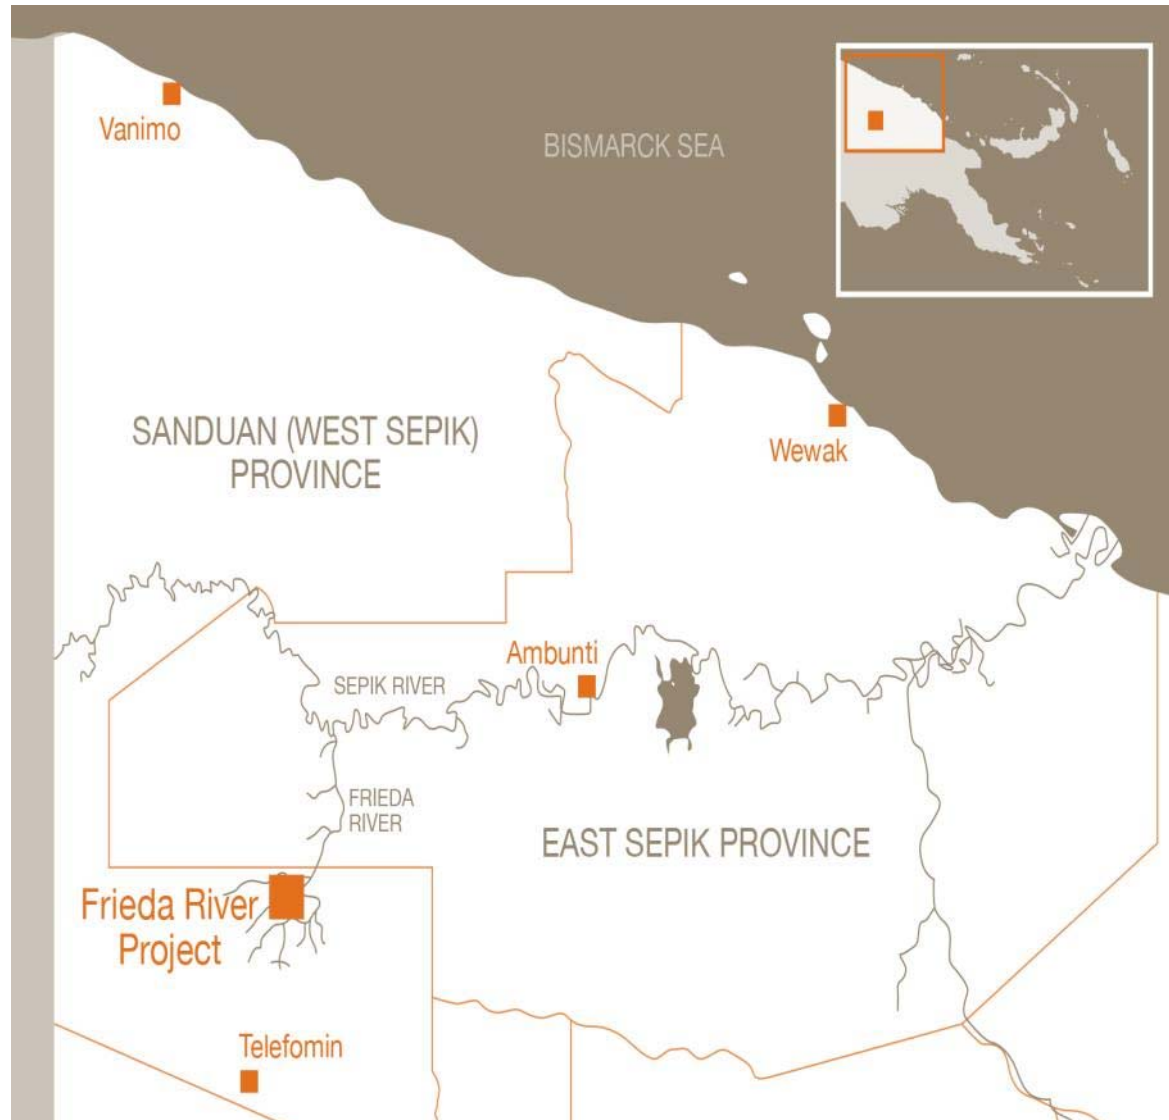 Vanimo
BISMARCK SEA
SANDUAN (WEST SEPIK)
PROVINCE
Wewak
Ambunti
SEPIK RIVER
FRIEDA
RIVER
EAST SEPIK PROVINCE
Frieda River
Project
Telefomin